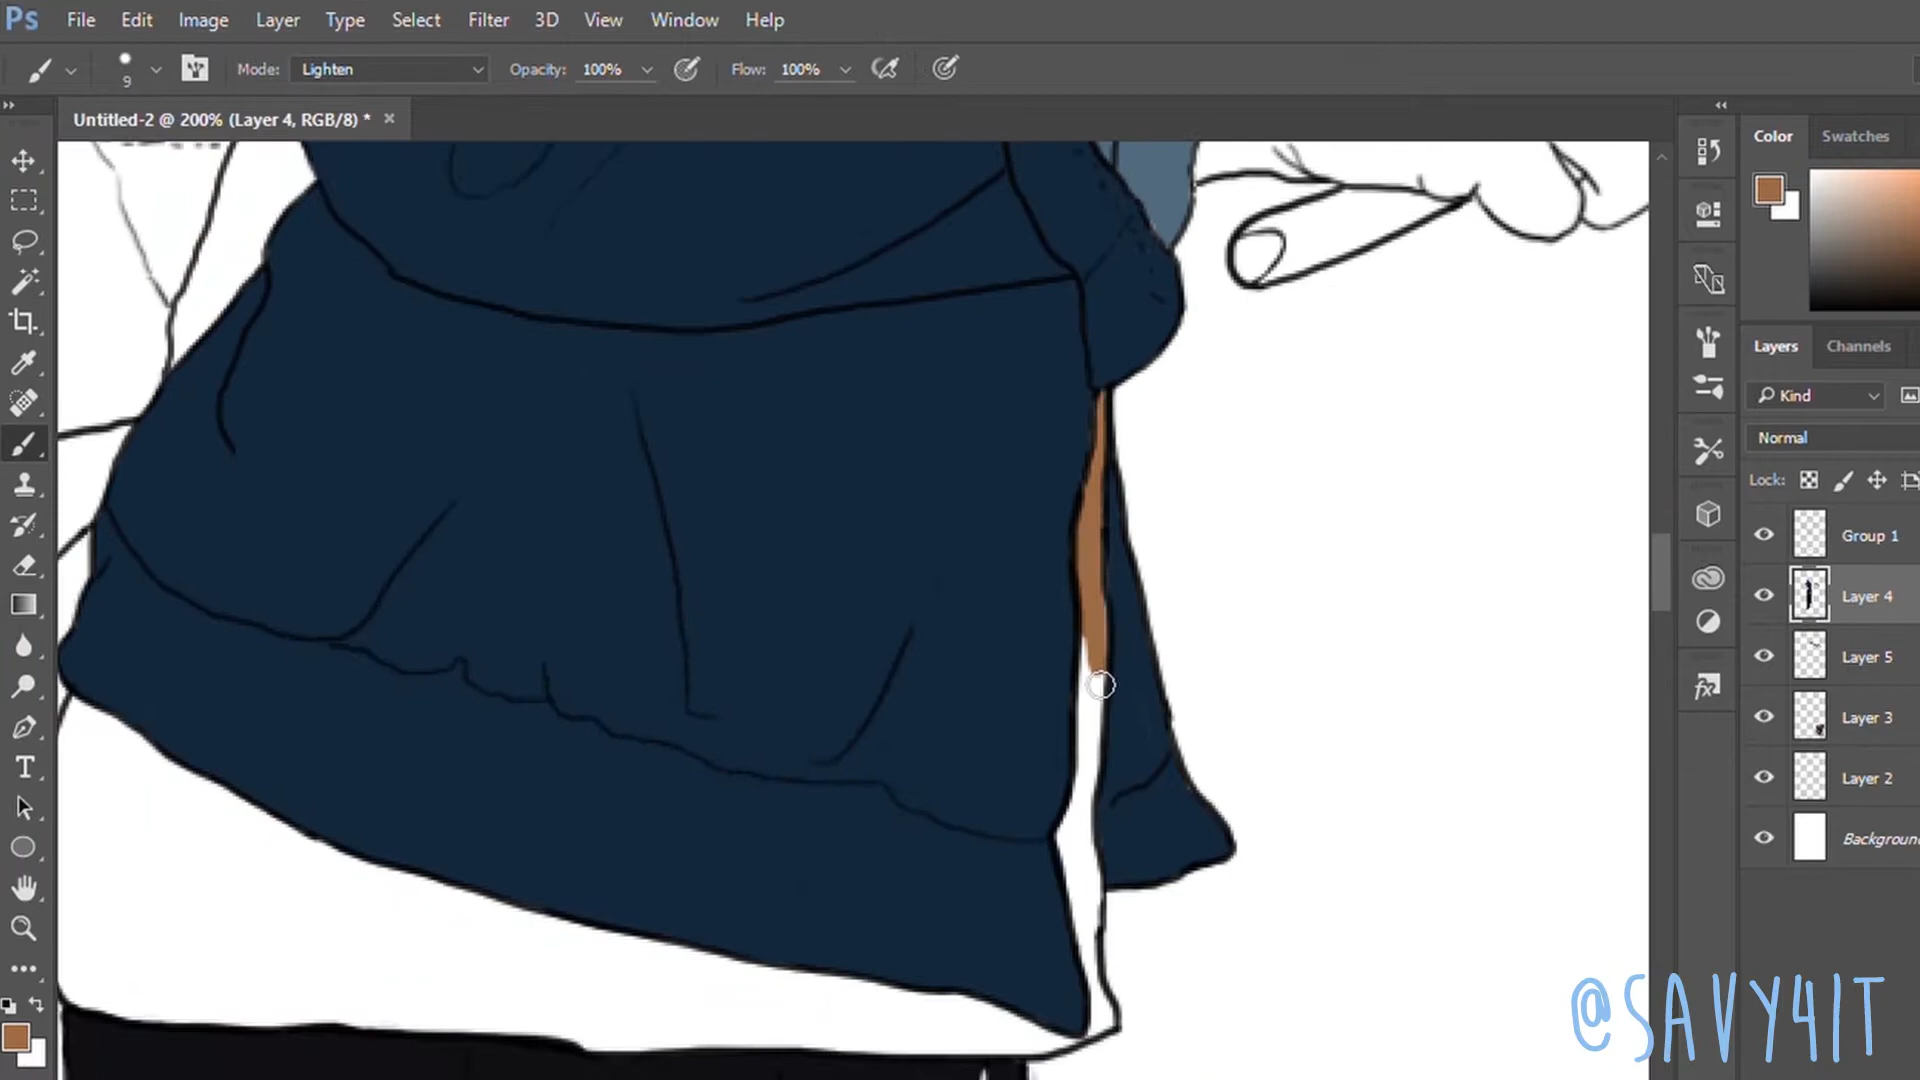 Ps File Edit Image Layer Type Select Filter 3D View Window Help
9 Mode: Lighten Opacity: 100% Flow: 100%
Untitled-2 @ 200% (Layer 4, RGB/8) * ×
Color Swatches
Layers Channels
Kind
Normal
Lock:
Group 1
Layer 4
Layer 5
Layer 3
Layer 2
Background
@SAVY4IT